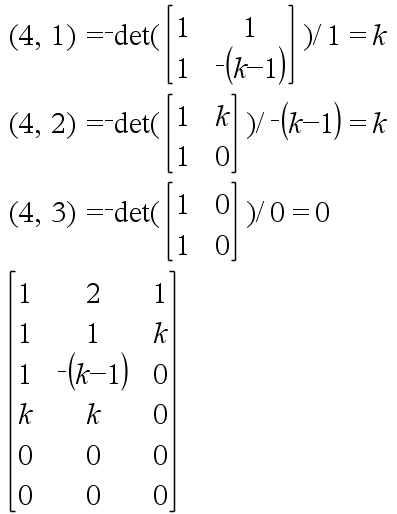 (4, 1) =-det([1 1; 1 -(k-1)])/1 = k
(4, 2) =-det([1 k; 1 0])/-(k-1) = k
(4, 3) =-det([1 0; 1 0])/0 = 0
[1 2 1
1 1 k
1 -(k-1) 0
k k 0
0 0 0
0 0 0]